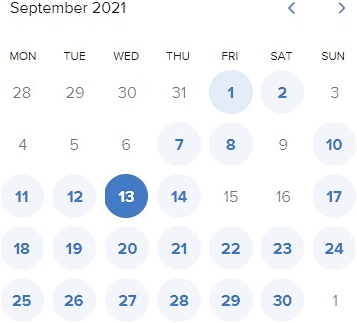 September 2021
MON TUE WED THU FRI SAT SUN
28 29 30 31 1 2 3
4 5 6 7 8 9 10
11 12 13 14 15 16 17
18 19 20 21 22 23 24
25 26 27 28 29 30 1